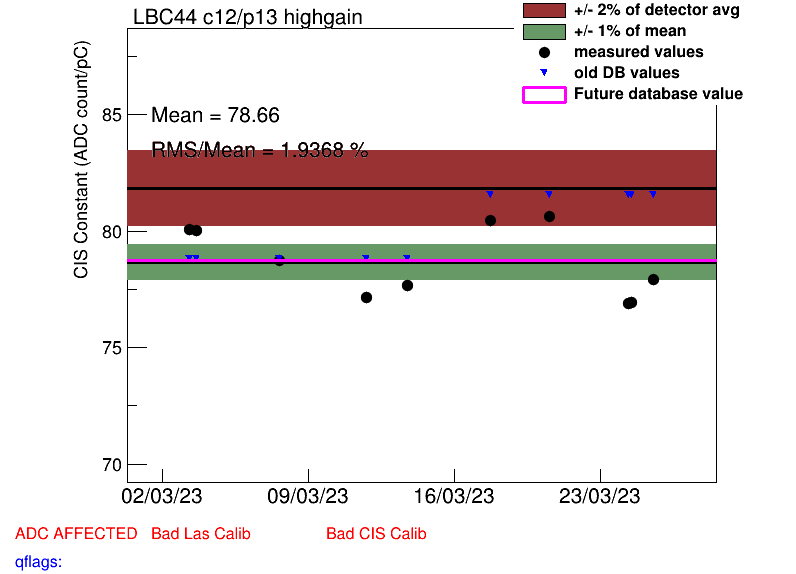 LBC44 c12/p13 highgain
+/- 2% of detector avg
+/- 1% of mean
measured values
old DB values
Future database value
CIS Constant (ADC count/pC)
Mean = 78.66
RMS/Mean = 1.9368 %
85
80
75
70
02/03/23 09/03/23 16/03/23 23/03/23
ADC AFFECTED Bad Las Calib Bad CIS Calib
qflags: